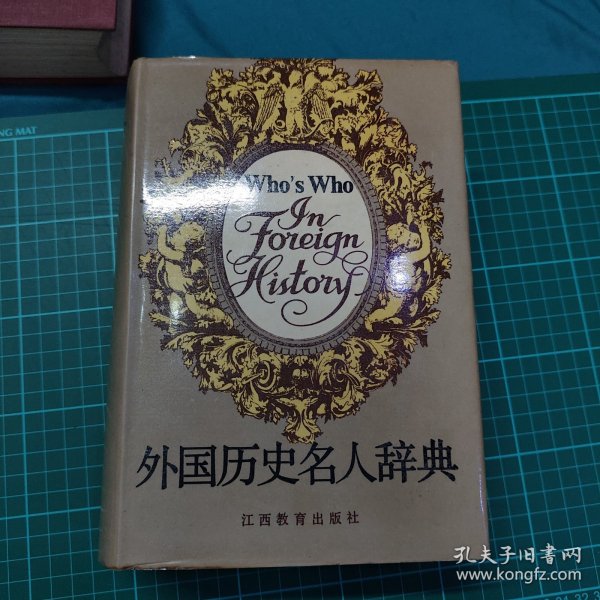 NG MAT
Who's Who
In
Foreign
History
外国历史名人辞典
江西教育出版社
孔夫子旧书网
www.kongfz.com